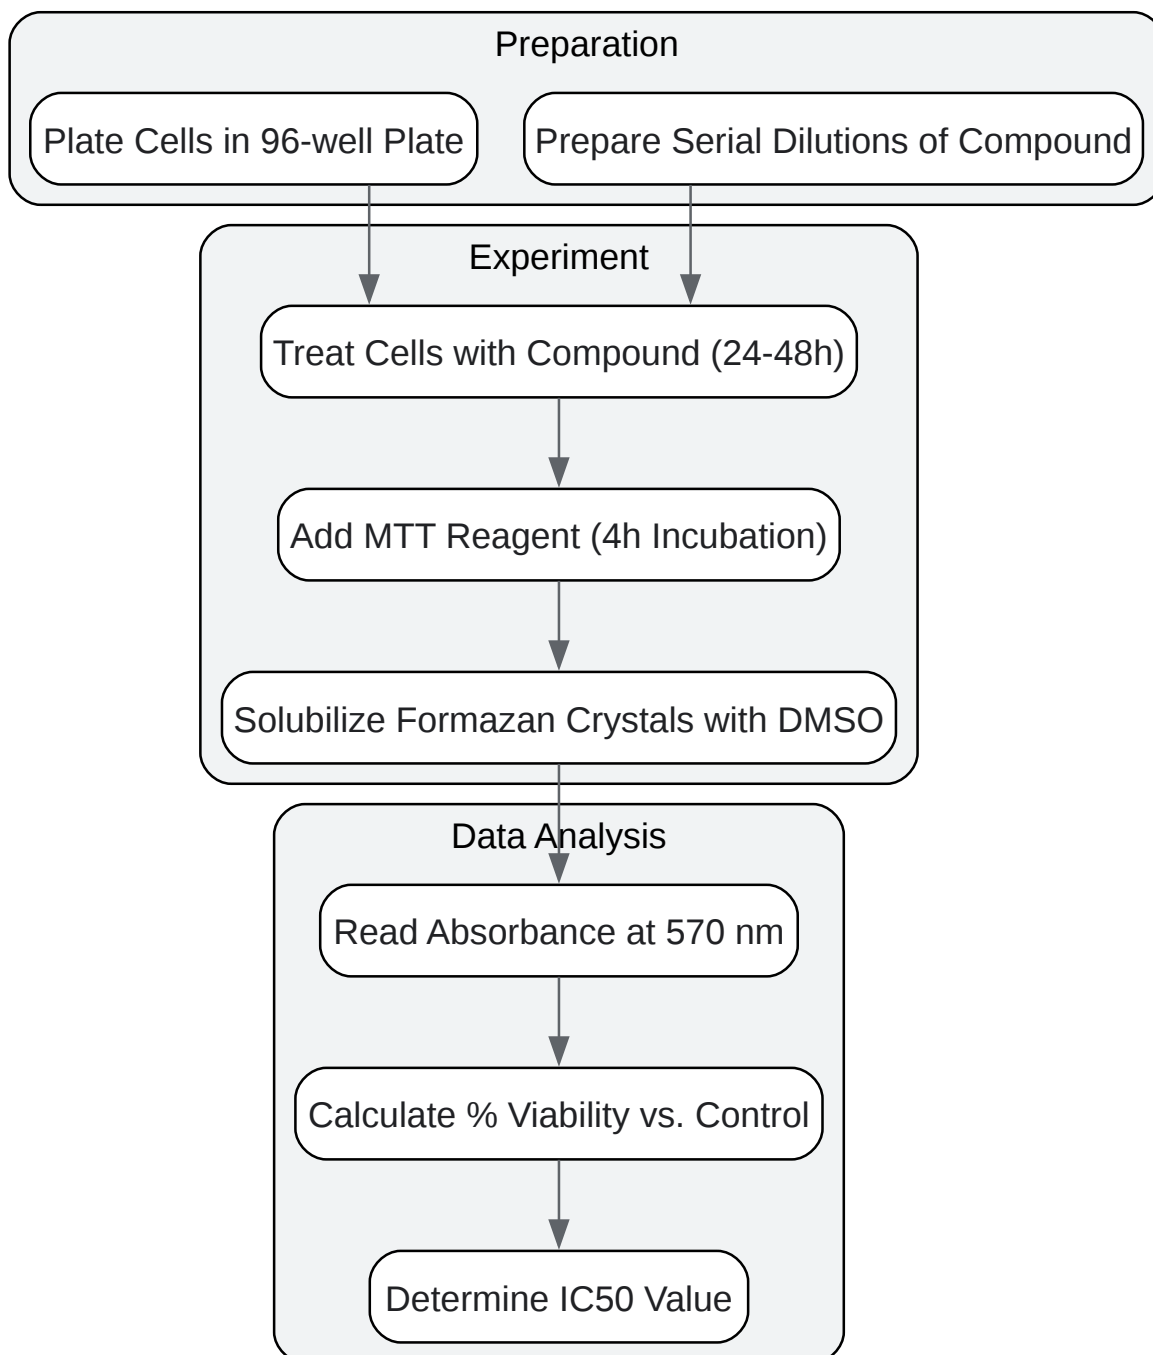 Preparation
Plate Cells in 96-well Plate
Prepare Serial Dilutions of Compound
Experiment
Treat Cells with Compound (24-48h)
Add MTT Reagent (4h Incubation)
Solubilize Formazan Crystals with DMSO
Data Analysis
Read Absorbance at 570 nm
Calculate % Viability vs. Control
Determine IC50 Value